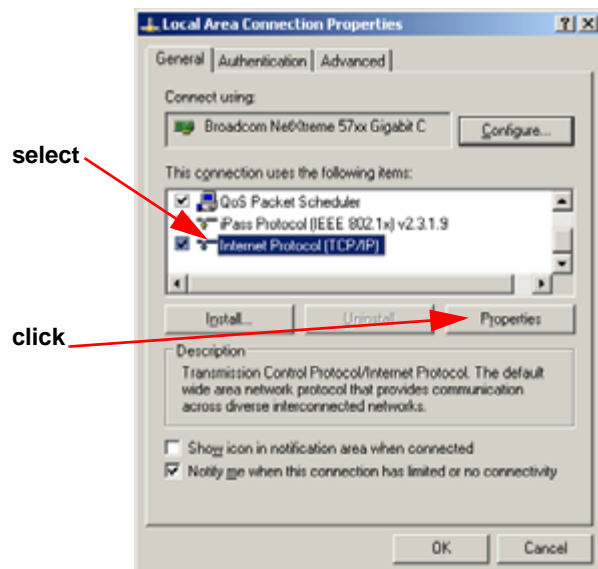 Local Area Connection Properties
General Authentication Advanced
Connect using:
Broadcom NetXtreme 57xx Gigabit C
Configure...
select
This connection uses the following items:
QoS Packet Scheduler
iPass Protocol (IEEE 802.1x) v2.3.1.9
Internet Protocol (TCP/IP)
Install... Uninstall Properties
click
Description
Transmission Control Protocol/Internet Protocol. The default
wide area network protocol that provides communication
across diverse interconnected networks.
Show icon in notification area when connected
Notify me when this connection has limited or no connectivity
OK Cancel